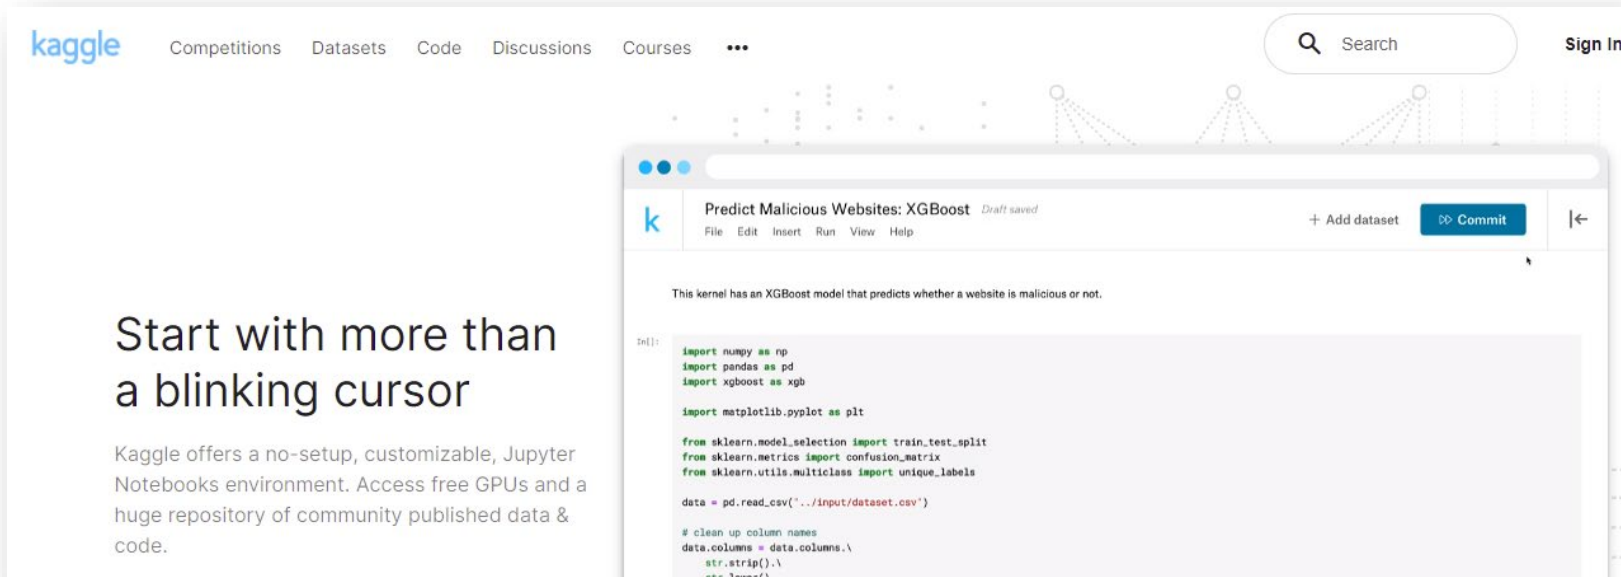 kaggle
Competitions Datasets Code Discussions Courses •••
Search
Sign In
Start with more than
a blinking cursor
Kaggle offers a no-setup, customizable, Jupyter
Notebooks environment. Access free GPUs and a
huge repository of community published data &
code.
k
Predict Malicious Websites: XGBoost Draft saved
File Edit Insert Run View Help
+ Add dataset
Commit
This kernel has an XGBoost model that predicts whether a website is malicious or not.
In[]:
import numpy as np
import pandas as pd
import xgboost as xgb
import matplotlib.pyplot as plt
from sklearn.model_selection import train_test_split
from sklearn.metrics import confusion_matrix
from sklearn.utils.multiclass import unique_labels
data = pd.read_csv('../input/dataset.csv')
# clean up column names
data.columns = data.columns.\
str.strip().\